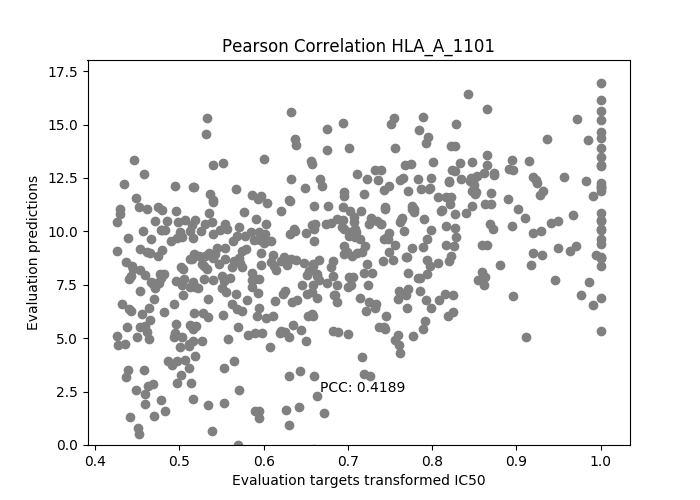 Pearson Correlation HLA_A_1101
17.5
15.0
12.5
10.0
7.5
5.0
2.5
0.0
Evaluation predictions
PCC: 0.4189
0.4 0.5 0.6 0.7 0.8 0.9 1.0
Evaluation targets transformed IC50